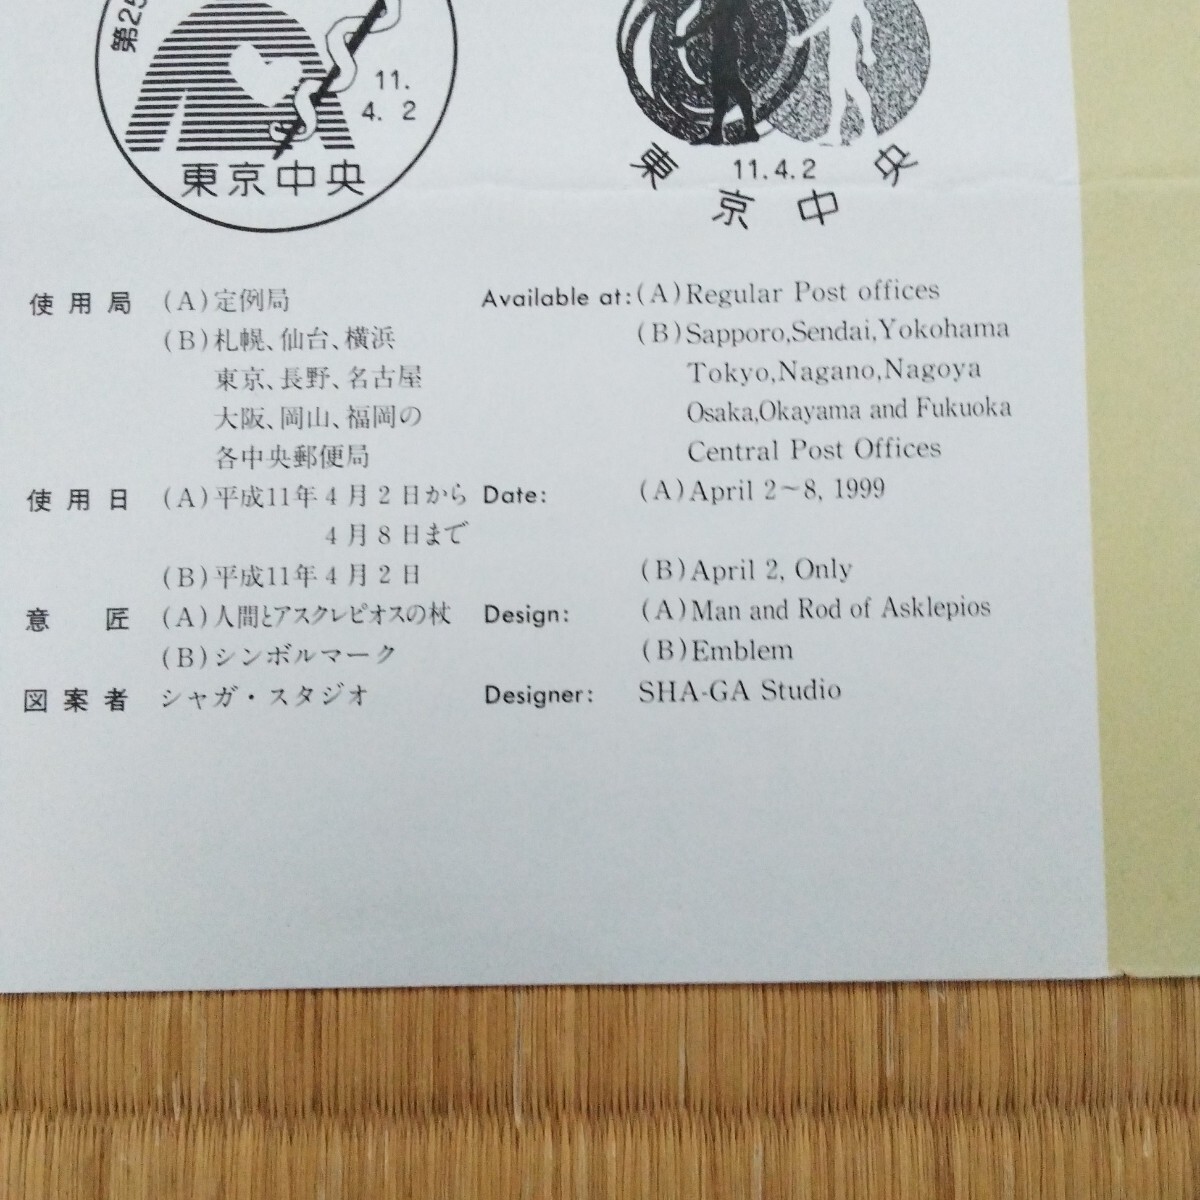 第25
11.
4. 2
東京中央
11.4.2
東京中央
使用局 (A)定例局
(B)札幌、仙台、横浜
東京、長野、名古屋
大阪、岡山、福岡の
各中央郵便局
使用日 (A)平成11年4月2日から
4月8日まで
(B)平成11年4月2日
意匠 (A)人間とアスクレピオスの杖
(B)シンボルマーク
図案者 シャガ・スタジオ
Available at: (A)Regular Post offices
(B)Sapporo,Sendai,Yokohama
Tokyo,Nagano,Nagoya
Osaka,Okayama and Fukuoka
Central Post Offices
Date: (A)April 2~8, 1999
(B)April 2, Only
Design: (A)Man and Rod of Asklepios
(B)Emblem
Designer: SHA-GA Studio